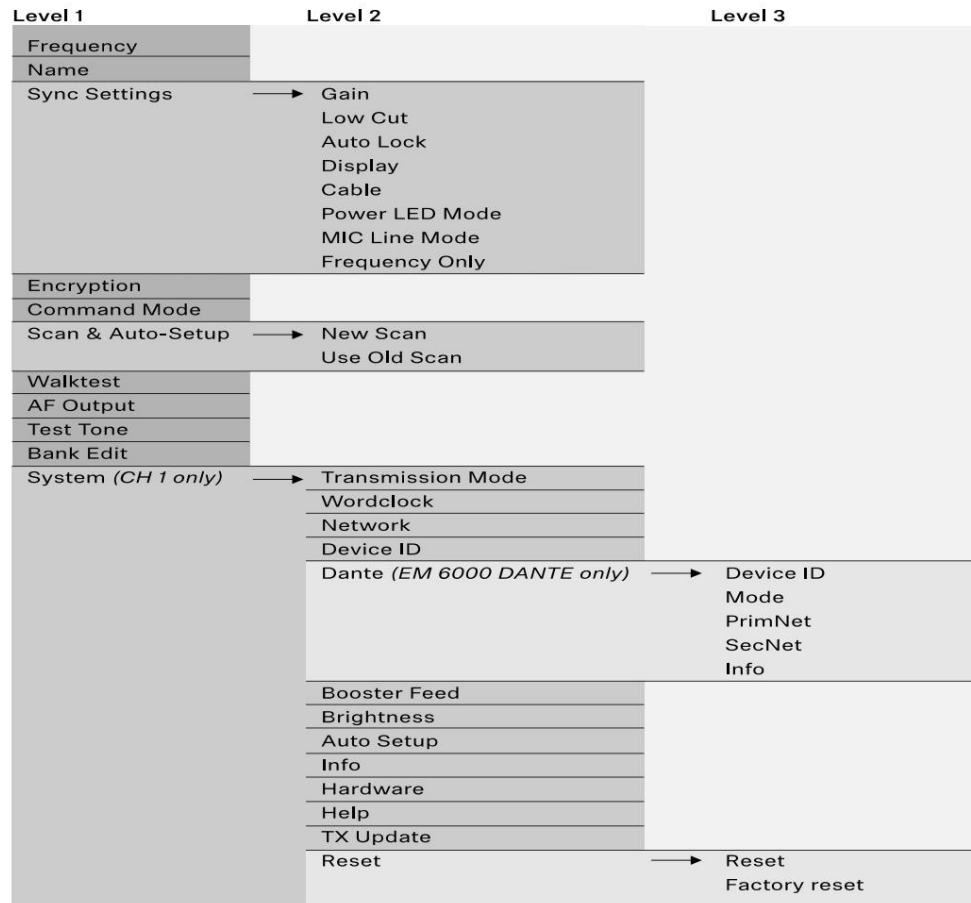 Level 1 Level 2 Level 3
Frequency
Name
Sync Settings Gain
Low Cut
Auto Lock
Display
Cable
Power LED Mode
MIC Line Mode
Frequency Only
Encryption
Command Mode
Scan & Auto-Setup New Scan
Use Old Scan
Walktest
AF Output
Test Tone
Bank Edit
System (CH 1 only) Transmission Mode
Wordclock
Network
Device ID
Dante (EM 6000 DANTE only) Device ID
Mode
PrimNet
SecNet
Info
Booster Feed
Brightness
Auto Setup
Info
Hardware
Help
TX Update
Reset Reset
Factory reset